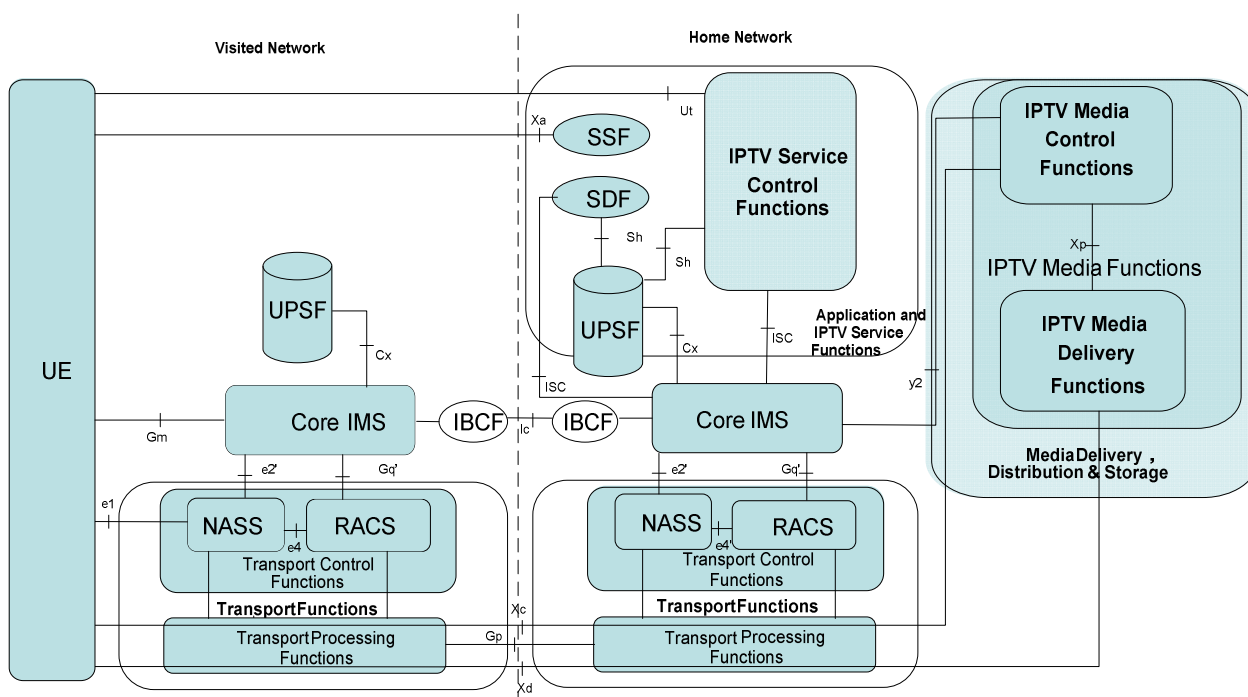 Visited Network
Home Network
UE
Ut
Xa
SSF
SDF
Sh
Sh
IPTV Service
Control
Functions
UPSF
Cx
UPSF
Cx
ISC
ISC
Application and
IPTV Service
Functions
IPTV Media
Control
Functions
Xp
IPTV Media Functions
IPTV Media
Delivery
Functions
Media Delivery ,
Distribution & Storage
y2
Gm
Core IMS
IBCF
Ic
IBCF
Core IMS
e2'
Gq'
e2'
Gq'
e1
NASS
e4
RACS
Transport Control
Functions
NASS
e4'
RACS
Transport Control
Functions
Transport Functions
Xc
Transport Functions
Transport Processing
Functions
Gp
Transport Processing
Functions
Xd